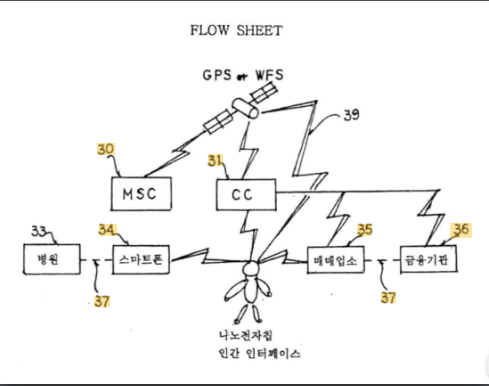 FLOW SHEET
GPS or WFS
39
30
31
MSC
CC
33
34
35
36
병원
스마트폰
매매업소
금융기관
37
37
나노전자칩
인간 인터페이스